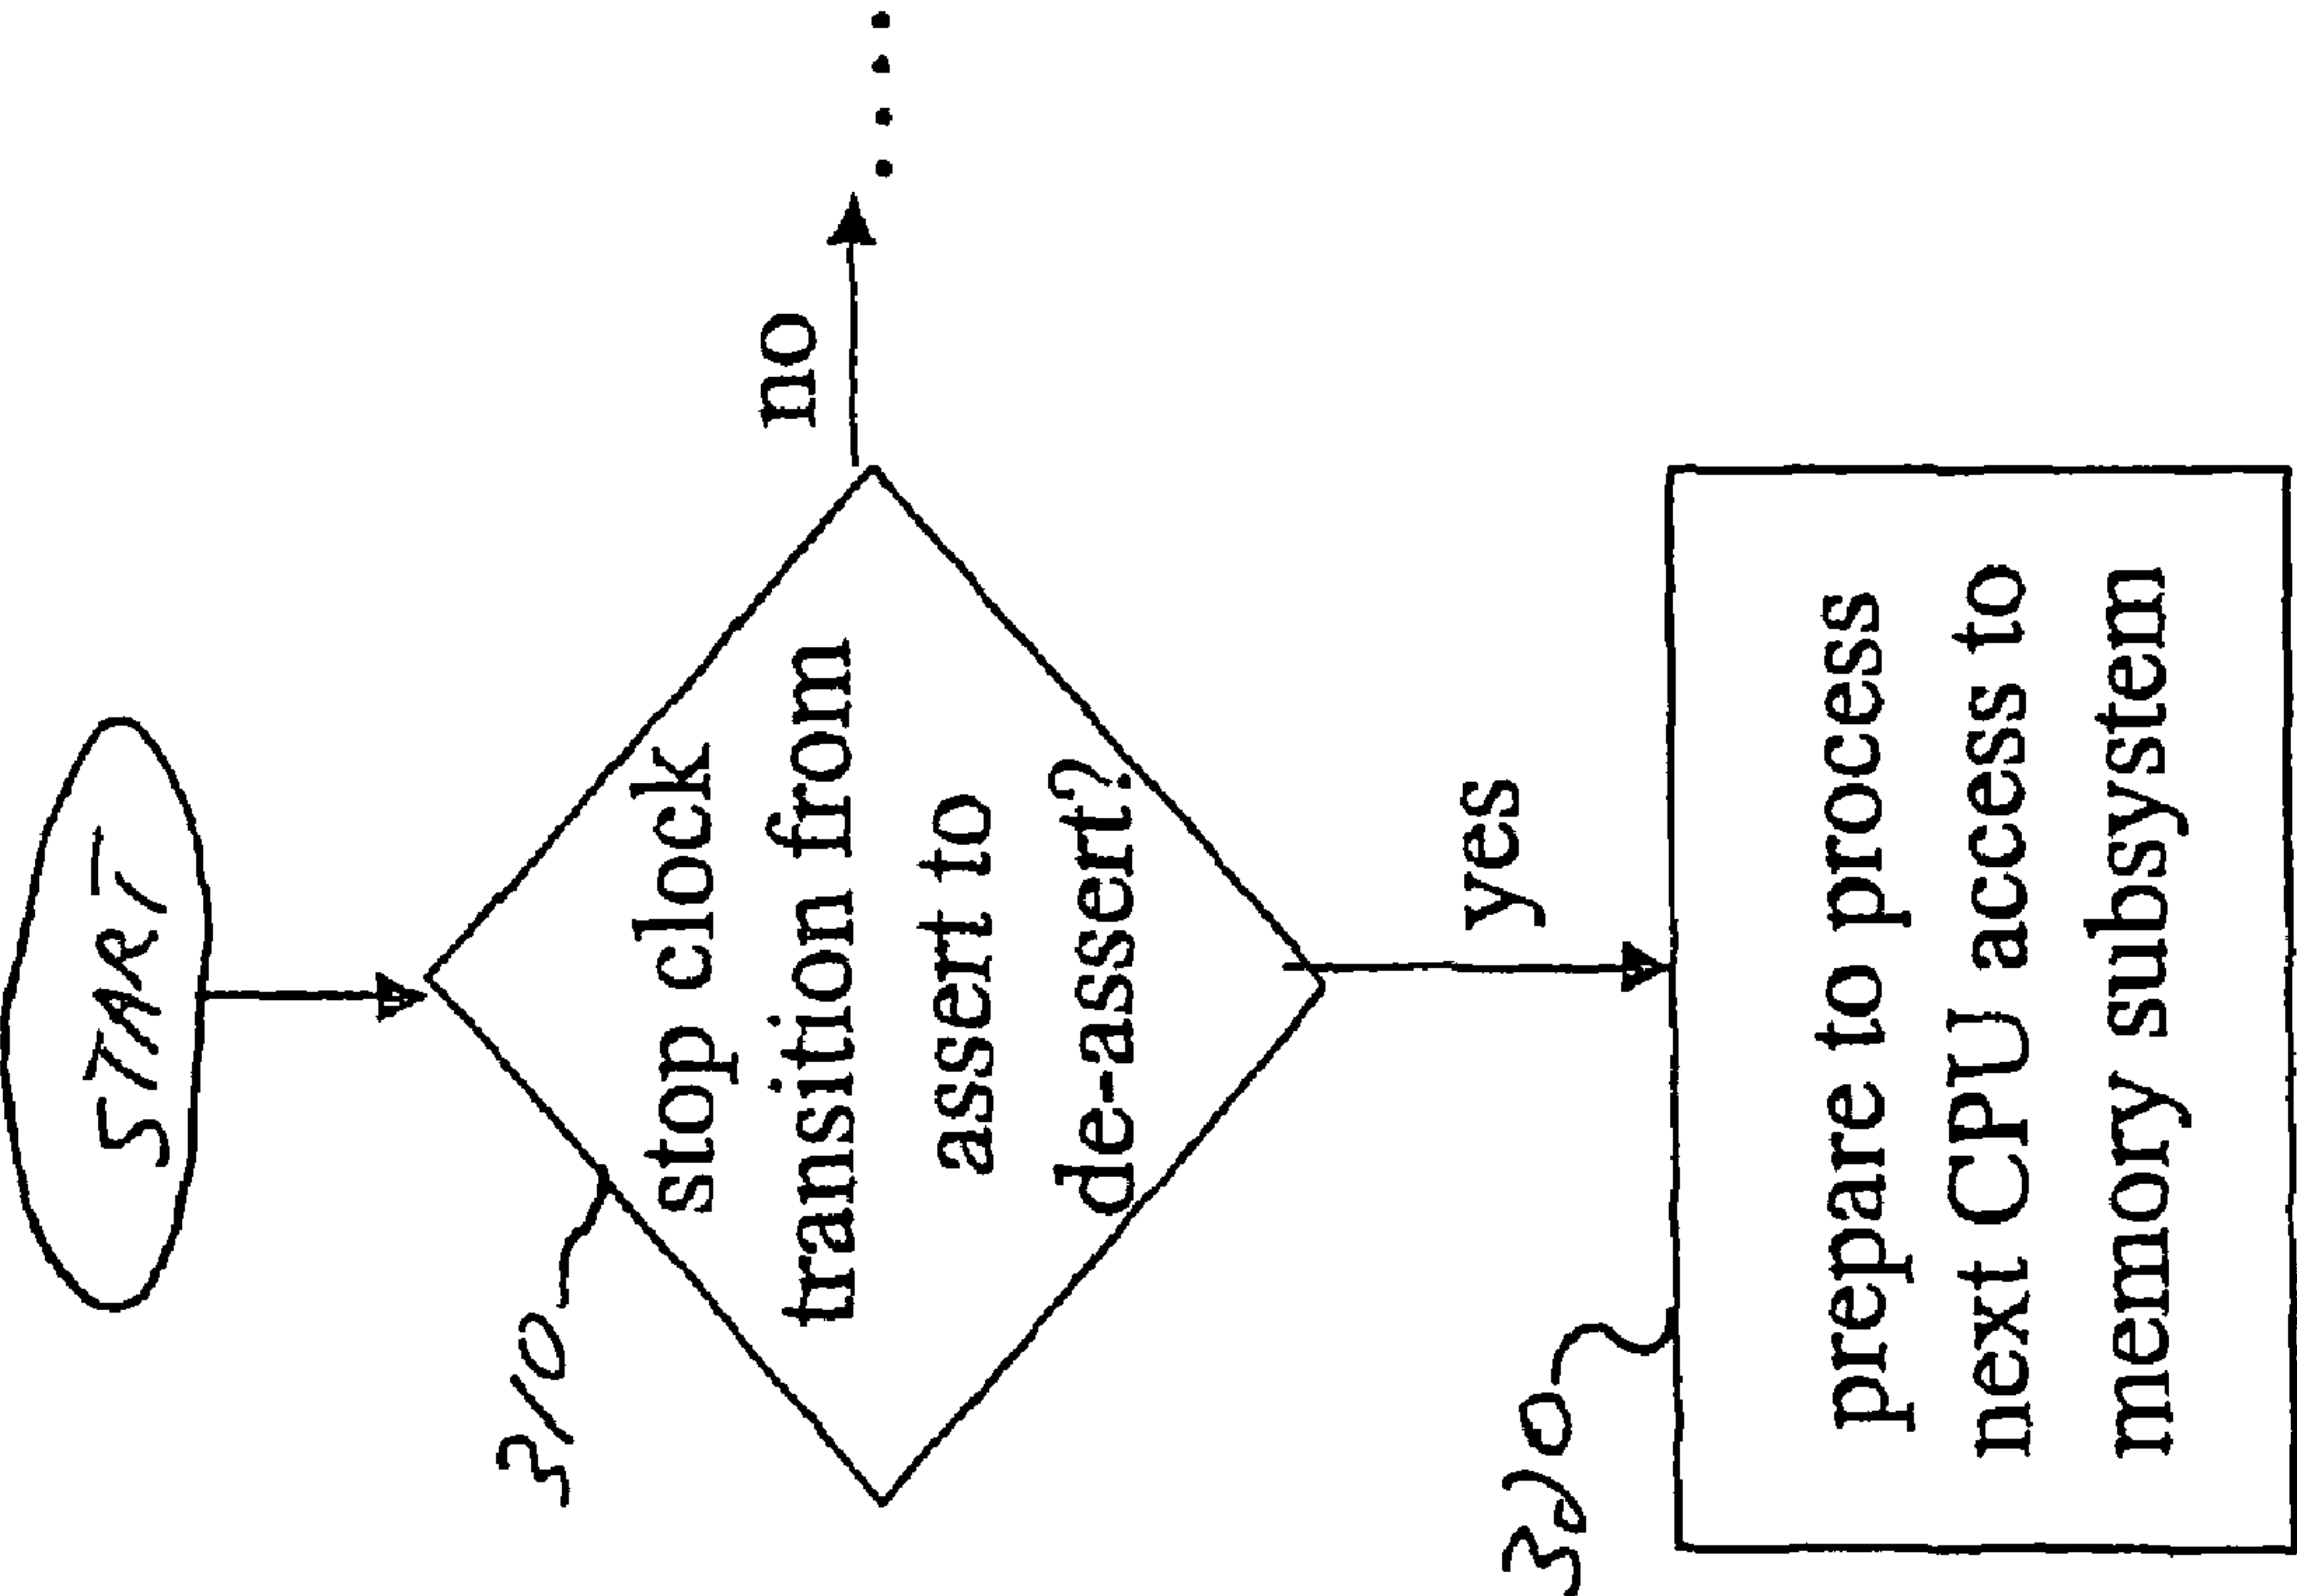 START
310
stop clock
transition from
assert to
de-assert?
no
yes
320
prepare to process
next CPU access to
memory subsystem